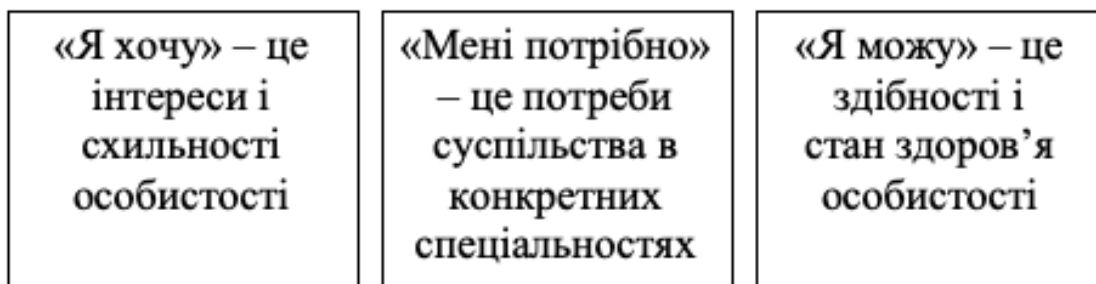 «Я хочу» – це
інтереси і
схильності
особистості
«Мені потрібно»
– це потреби
суспільства в
конкретних
спеціальностях
«Я можу» – це
здібності і
стан здоров’я
особистості